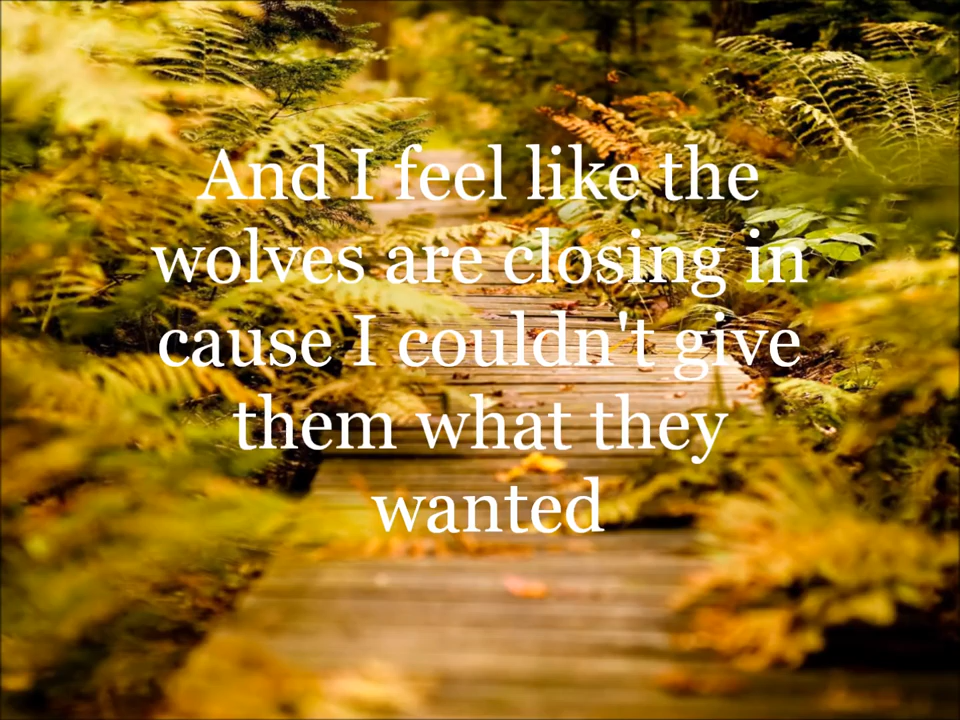 And I feel like the
wolves are closing in
cause I couldn't give
them what they
wanted